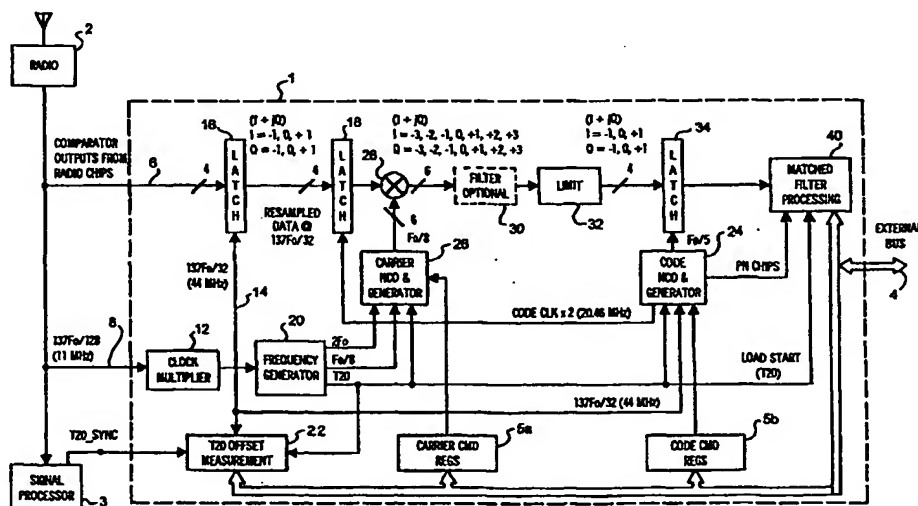 2
RADIO
1
16
(I + jQ)
I = -1, 0, +1
Q = -1, 0, +1
18
(I + jQ)
I = -3, -2, -1, 0, +1, +2, +3
Q = -3, -2, -1, 0, +1, +2, +3
(I + jQ)
I = -1, 0, +1
Q = -1, 0, +1
34
40
COMPARATOR
OUTPUTS FROM
RADIO CHIPS
6
4
LATCH
4
LATCH
28
6
FILTER
OPTIONAL
30
LIMIT
32
4
LATCH
MATCHED
FILTER
PROCESSING
RESAMPLED
DATA @
137Fo/32
6
Fo/8
26
CARRIER
NCO &
GENERATOR
Fo/5
24
CODE
NCO &
GENERATOR
PN CHIPS
EXTERNAL
BUS
4
137Fo/32
(44 MHz)
14
CODE CLK x 2 (20.46 MHz)
137Fo/128
(11 MHz)
8
12
CLOCK
MULTIPLIER
20
FREQUENCY
GENERATOR
2Fo
Fo/8
T20
LOAD START
(T20)
137Fo/32 (44 MHz)
T20_SYNC
22
T20 OFFSET
MEASUREMENT
5a
CARRIER CMD
REGS
5b
CODE CMD
REGS
SIGNAL
PROCESSOR
3